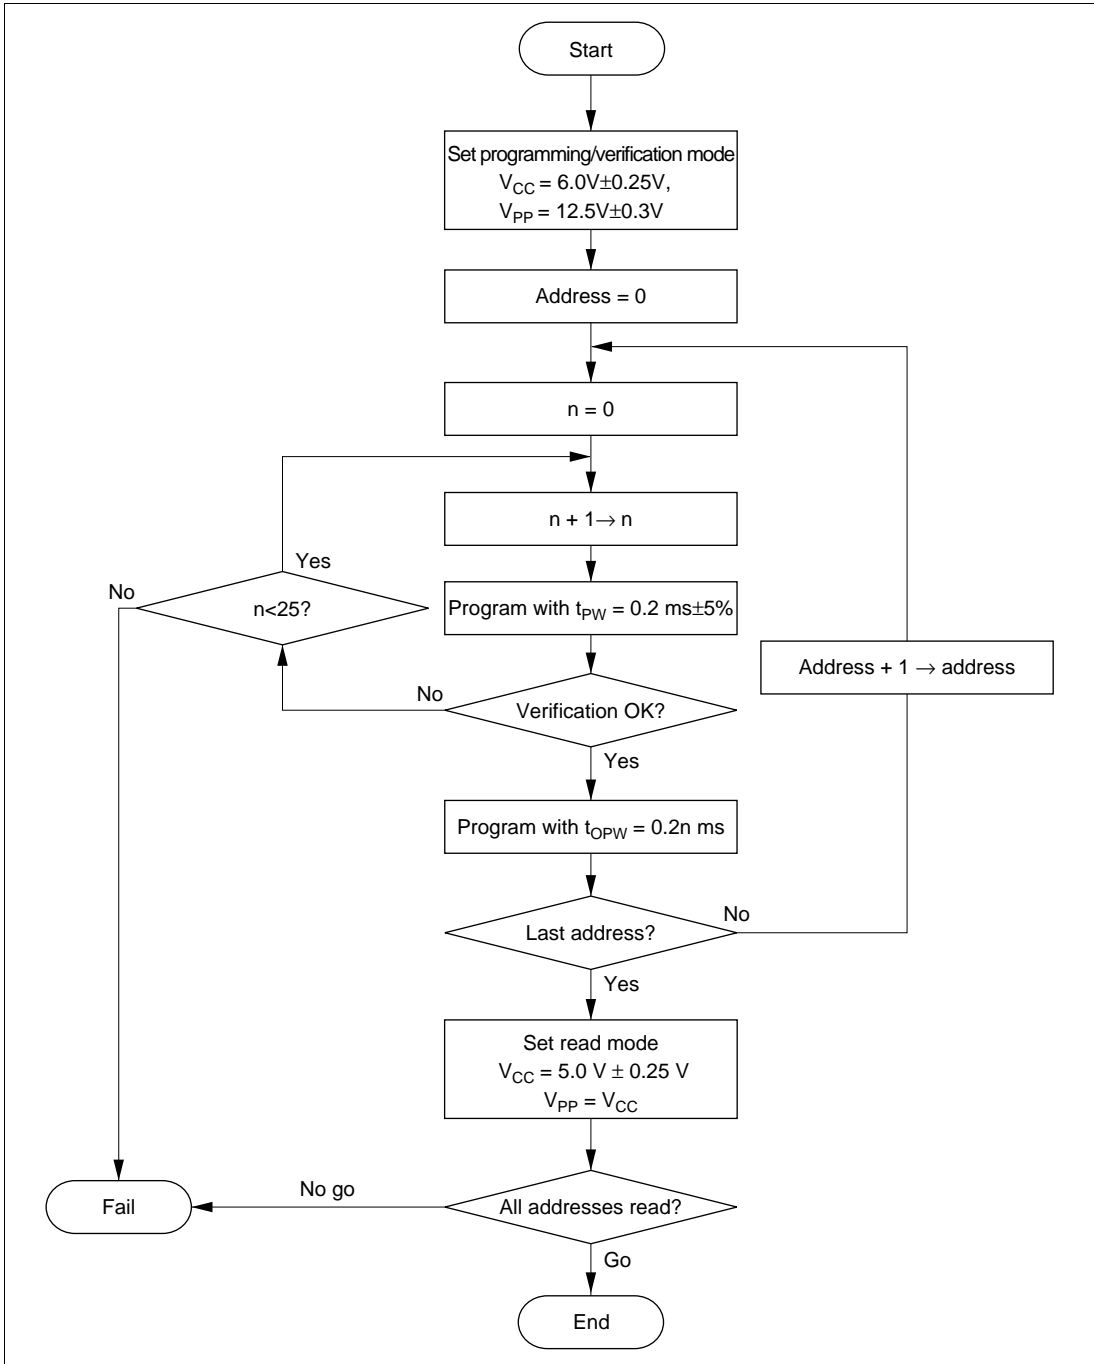 Start
Set programming/verification mode
VCC = 6.0V±0.25V,
VPP = 12.5V±0.3V
Address = 0
n = 0
n + 1→ n
Yes
No
n<25?
Program with tPW = 0.2 ms±5%
Address + 1 → address
No
Verification OK?
Yes
Program with tOPW = 0.2n ms
No
Last address?
Yes
Set read mode
VCC = 5.0 V ± 0.25 V
VPP = VCC
No go
Fail
All addresses read?
Go
End